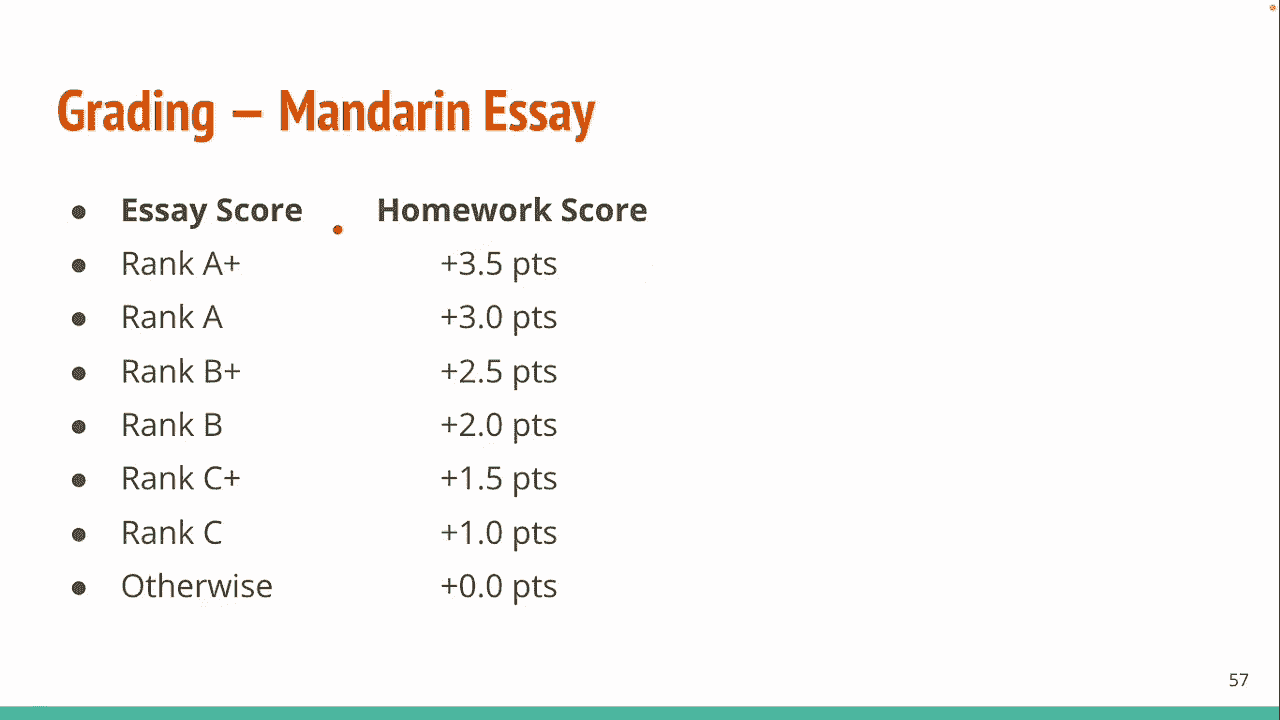 Grading — Mandarin Essay
● Essay Score Homework Score
● Rank A+ +3.5 pts
● Rank A +3.0 pts
● Rank B+ +2.5 pts
● Rank B +2.0 pts
● Rank C+ +1.5 pts
● Rank C +1.0 pts
● Otherwise +0.0 pts
57